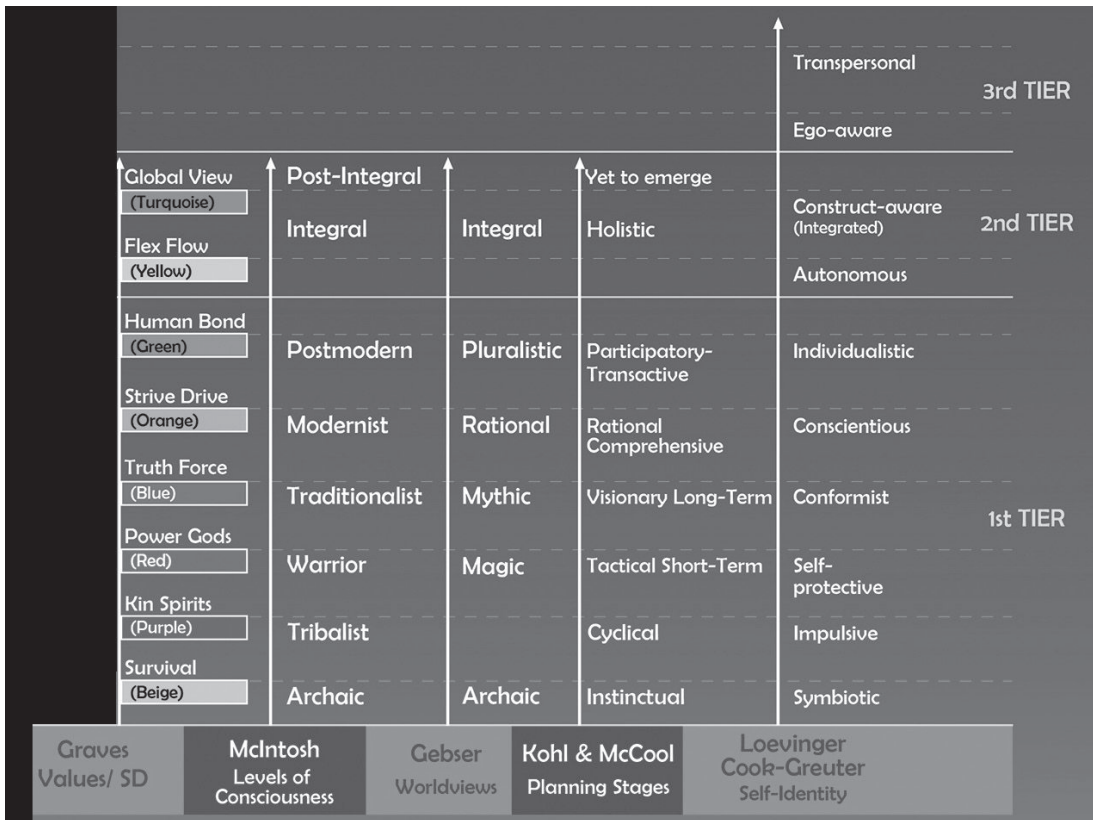 Transpersonal
3rd TIER
Ego-aware
Global View
(Turquoise)
Post-Integral
Yet to emerge
Integral
Integral
Holistic
Construct-aware
(Integrated)
2nd TIER
Flex Flow
(Yellow)
Autonomous
Human Bond
(Green)
Postmodern
Pluralistic
Participatory-
Transactive
Individualistic
Strive Drive
(Orange)
Modernist
Rational
Rational
Comprehensive
Conscientious
Truth Force
(Blue)
Traditionalist
Mythic
Visionary Long-Term
Conformist
1st TIER
Power Gods
(Red)
Warrior
Magic
Tactical Short-Term
Self-
protective
Kin Spirits
(Purple)
Tribalist
Cyclical
Impulsive
Survival
(Beige)
Archaic
Archaic
Instinctual
Symbiotic
Graves
Values/ SD
McIntosh
Levels of
Consciousness
Gebser
Worldviews
Kohl & McCool
Planning Stages
Loevinger
Cook-Greuter
Self-Identity